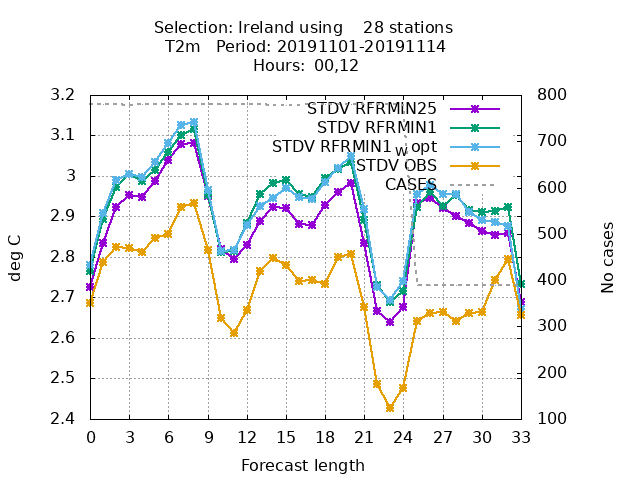 Selection: Ireland using    28 stations
T2m   Period: 20191101-20191114
Hours:  00,12
3.2
3.1
3
2.9
2.8
2.7
2.6
2.5
2.4
deg C
800
700
600
500
400
300
200
100
No cases
STDV RFRMIN25
STDV RFRMIN1
STDV RFRMIN1 W opt
STDV OBS
CASES
0 3 6 9 12 15 18 21 24 27 30 33
Forecast length